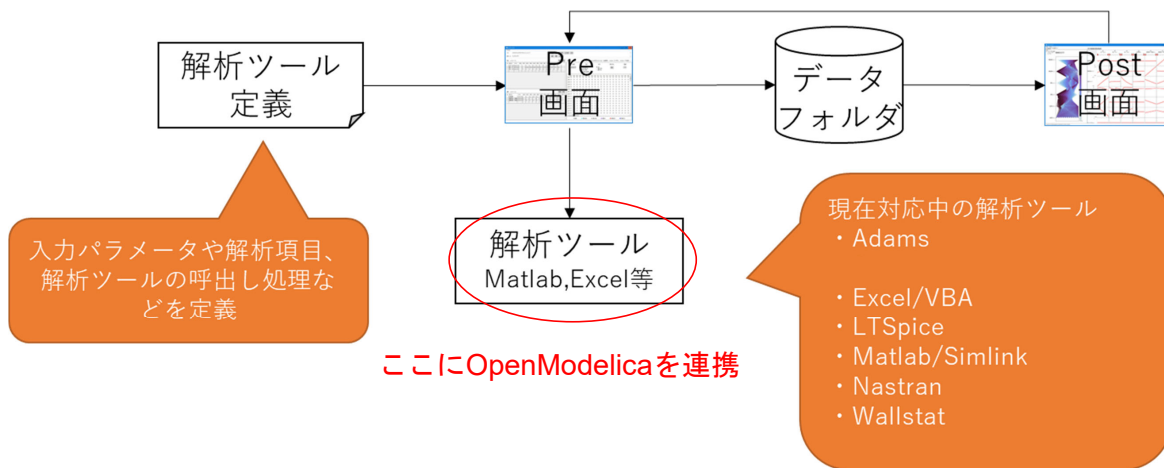 解析ツール
定義
Pre
画面
データ
フォルダ
Post
画面
入力パラメータや解析項目、
解析ツールの呼出し処理な
どを定義
解析ツール
Matlab,Excel等
ここにOpenModelicaを連携
現在対応中の解析ツール
・Adams
・Excel/VBA
・LTSpice
・Matlab/Simlink
・Nastran
・Wallstat